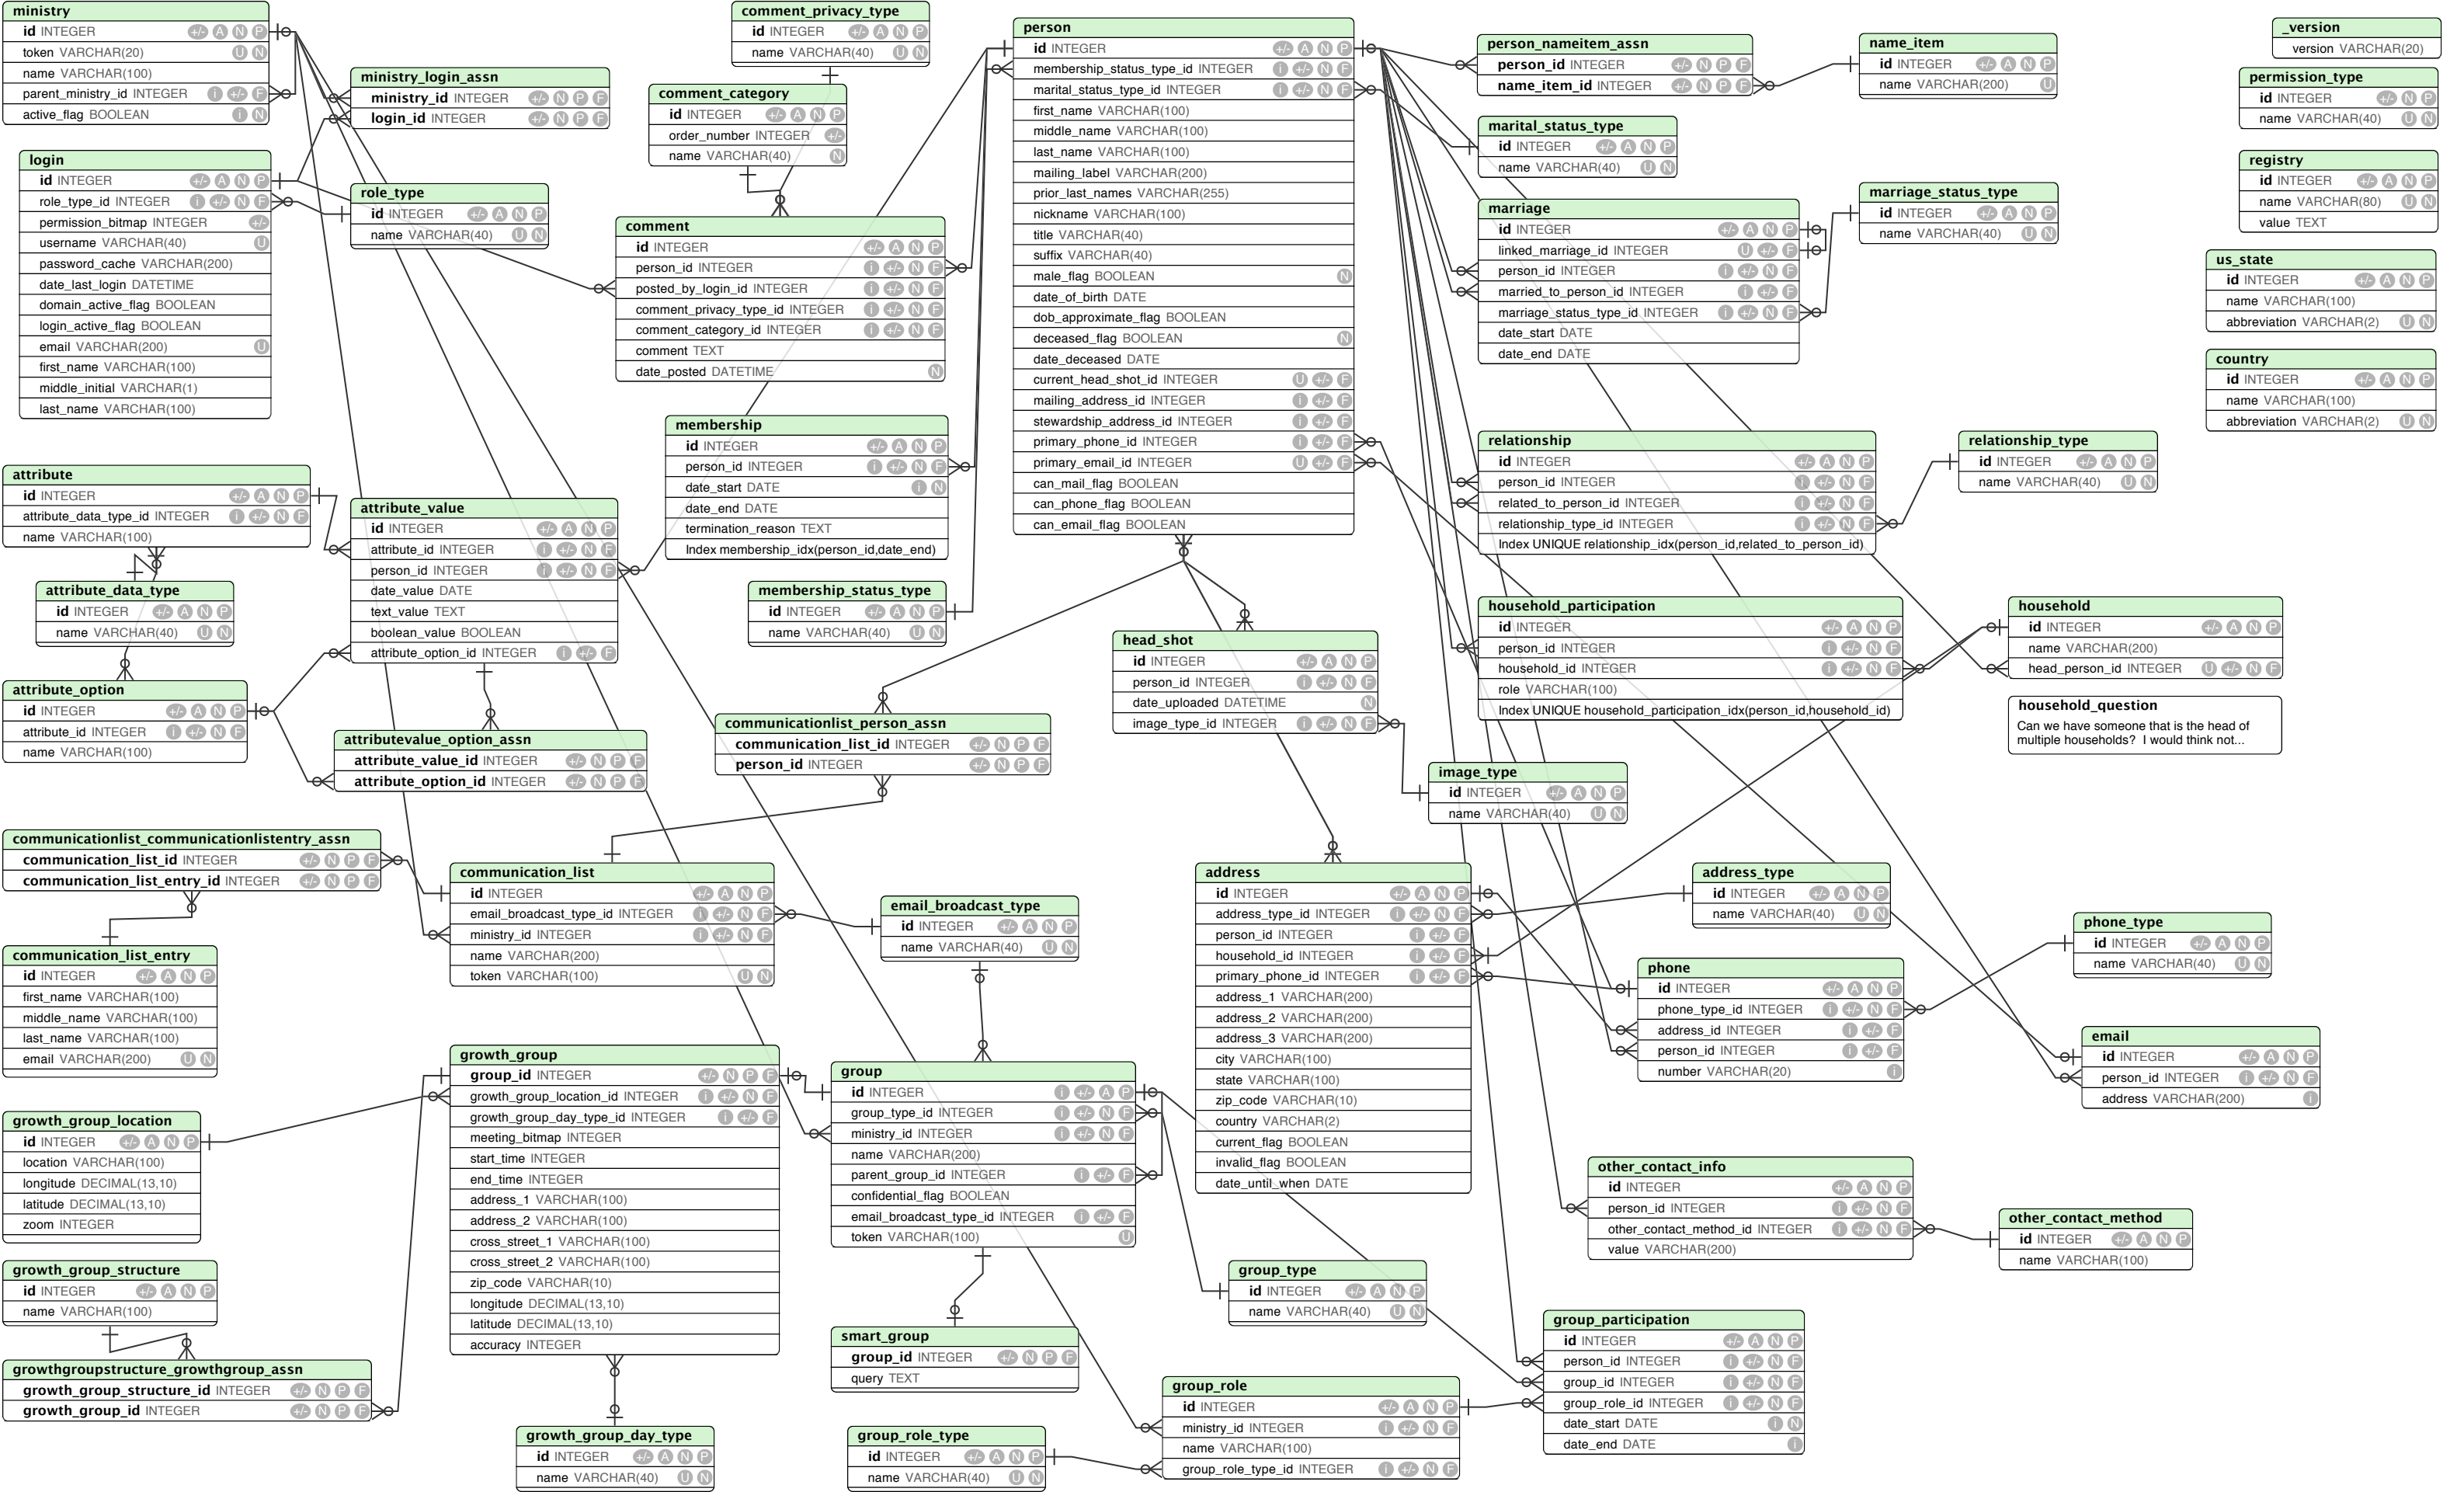 ministry
id INTEGER +/- A N P
token VARCHAR(20) U N
name VARCHAR(100)
parent_ministry_id INTEGER i +/- F
active_flag BOOLEAN i N
ministry_login_assn
ministry_id INTEGER +/- N P F
login_id INTEGER +/- N P F
login
id INTEGER +/- A N P
role_type_id INTEGER i +/- N F
permission_bitmap INTEGER +/-
username VARCHAR(40) U
password_cache VARCHAR(200)
date_last_login DATETIME
domain_active_flag BOOLEAN
login_active_flag BOOLEAN
email VARCHAR(200) U
first_name VARCHAR(100)
middle_initial VARCHAR(1)
last_name VARCHAR(100)
role_type
id INTEGER +/- A N P
name VARCHAR(40) U N
comment_privacy_type
id INTEGER +/- A N P
name VARCHAR(40) U N
comment_category
id INTEGER +/- A N P
order_number INTEGER +/-
name VARCHAR(40) N
comment
id INTEGER +/- A N P
person_id INTEGER i +/- N F
posted_by_login_id INTEGER i +/- N F
comment_privacy_type_id INTEGER i +/- N F
comment_category_id INTEGER i +/- N F
comment TEXT
date_posted DATETIME N
membership
id INTEGER +/- A N P
person_id INTEGER i +/- N F
date_start DATE i N
date_end DATE
termination_reason TEXT
Index membership_idx(person_id,date_end)
membership_status_type
id INTEGER +/- A N P
name VARCHAR(40) U N
person
id INTEGER +/- A N P
membership_status_type_id INTEGER i +/- N F
marital_status_type_id INTEGER i +/- N F
first_name VARCHAR(100)
middle_name VARCHAR(100)
last_name VARCHAR(100)
mailing_label VARCHAR(200)
prior_last_names VARCHAR(255)
nickname VARCHAR(100)
title VARCHAR(40)
suffix VARCHAR(40)
male_flag BOOLEAN N
date_of_birth DATE
dob_approximate_flag BOOLEAN
deceased_flag BOOLEAN N
date_deceased DATE
current_head_shot_id INTEGER U +/- F
mailing_address_id INTEGER i +/- F
stewardship_address_id INTEGER i +/- F
primary_phone_id INTEGER i +/- F
primary_email_id INTEGER U +/- F
can_mail_flag BOOLEAN
can_phone_flag BOOLEAN
can_email_flag BOOLEAN
person_nameitem_assn
person_id INTEGER +/- N P F
name_item_id INTEGER +/- N P F
name_item
id INTEGER +/- A N P
name VARCHAR(200) U
marital_status_type
id INTEGER +/- A N P
name VARCHAR(40) U N
marriage
id INTEGER +/- A N P
linked_marriage_id INTEGER U +/- F
person_id INTEGER i +/- N F
married_to_person_id INTEGER i +/- F
marriage_status_type_id INTEGER i +/- N F
date_start DATE
date_end DATE
marriage_status_type
id INTEGER +/- A N P
name VARCHAR(40) U N
_version
version VARCHAR(20)
permission_type
id INTEGER +/- N P
name VARCHAR(40) U N
registry
id INTEGER +/- A N P
name VARCHAR(80) U N
value TEXT
us_state
id INTEGER +/- A N P
name VARCHAR(100)
abbreviation VARCHAR(2) U N
country
id INTEGER +/- A N P
name VARCHAR(100)
abbreviation VARCHAR(2) U N
relationship
id INTEGER +/- A N P
person_id INTEGER i +/- N F
related_to_person_id INTEGER i +/- N F
relationship_type_id INTEGER i +/- N F
Index UNIQUE relationship_idx(person_id,related_to_person_id)
relationship_type
id INTEGER +/- A N P
name VARCHAR(40) U N
attribute
id INTEGER +/- A N P
attribute_data_type_id INTEGER i +/- N F
name VARCHAR(100)
attribute_data_type
id INTEGER +/- A N P
name VARCHAR(40) U N
attribute_option
id INTEGER +/- A N P
attribute_id INTEGER i +/- N F
name VARCHAR(100)
attribute_value
id INTEGER +/- A N P
attribute_id INTEGER i +/- N F
person_id INTEGER i +/- N F
date_value DATE
text_value TEXT
boolean_value BOOLEAN
attribute_option_id INTEGER i +/- F
attributevalue_option_assn
attribute_value_id INTEGER +/- N P F
attribute_option_id INTEGER +/- N P F
communicationlist_person_assn
communication_list_id INTEGER +/- N P F
person_id INTEGER +/- N P F
head_shot
id INTEGER +/- A N P
person_id INTEGER i +/- N F
date_uploaded DATETIME N
image_type_id INTEGER i +/- N F
image_type
id INTEGER +/- A N P
name VARCHAR(40) U N
household_participation
id INTEGER +/- A N P
person_id INTEGER i +/- N F
household_id INTEGER i +/- N F
role VARCHAR(100)
Index UNIQUE household_participation_idx(person_id,household_id)
household
id INTEGER +/- A N P
name VARCHAR(200)
head_person_id INTEGER U +/- N F
household_question
Can we have someone that is the head of
multiple households? I would think not...
communicationlist_communicationlistentry_assn
communication_list_id INTEGER +/- N P F
communication_list_entry_id INTEGER +/- N P F
communication_list_entry
id INTEGER +/- A N P
first_name VARCHAR(100)
middle_name VARCHAR(100)
last_name VARCHAR(100)
email VARCHAR(200) U N
communication_list
id INTEGER +/- A N P
email_broadcast_type_id INTEGER i +/- N F
ministry_id INTEGER i +/- N F
name VARCHAR(200)
token VARCHAR(100) U N
email_broadcast_type
id INTEGER +/- A N P
name VARCHAR(40) U N
address
id INTEGER +/- A N P
address_type_id INTEGER i +/- N F
person_id INTEGER i +/- F
household_id INTEGER i +/- F
primary_phone_id INTEGER i +/- F
address_1 VARCHAR(200)
address_2 VARCHAR(200)
address_3 VARCHAR(200)
city VARCHAR(100)
state VARCHAR(100)
zip_code VARCHAR(10)
country VARCHAR(2)
current_flag BOOLEAN
invalid_flag BOOLEAN
date_until_when DATE
address_type
id INTEGER +/- A N P
name VARCHAR(40) U N
phone
id INTEGER +/- A N P
phone_type_id INTEGER i +/- N F
address_id INTEGER i +/- F
person_id INTEGER i +/- F
number VARCHAR(20) i
phone_type
id INTEGER +/- A N P
name VARCHAR(40) U N
email
id INTEGER +/- A N P
person_id INTEGER i +/- N F
address VARCHAR(200) i
growth_group_location
id INTEGER +/- A N P
location VARCHAR(100)
longitude DECIMAL(13,10)
latitude DECIMAL(13,10)
zoom INTEGER
growth_group_structure
id INTEGER +/- A N P
name VARCHAR(100)
growthgroupstructure_growthgroup_assn
growth_group_structure_id INTEGER +/- N P F
growth_group_id INTEGER +/- N P F
growth_group
group_id INTEGER +/- N P F
growth_group_location_id INTEGER i +/- N F
growth_group_day_type_id INTEGER i +/- F
meeting_bitmap INTEGER
start_time INTEGER
end_time INTEGER
address_1 VARCHAR(100)
address_2 VARCHAR(100)
cross_street_1 VARCHAR(100)
cross_street_2 VARCHAR(100)
zip_code VARCHAR(10)
longitude DECIMAL(13,10)
latitude DECIMAL(13,10)
accuracy INTEGER
growth_group_day_type
id INTEGER +/- A N P
name VARCHAR(40) U N
group
id INTEGER i +/- A P
group_type_id INTEGER i +/- N F
ministry_id INTEGER i +/- N F
name VARCHAR(200)
parent_group_id INTEGER i +/- F
confidential_flag BOOLEAN
email_broadcast_type_id INTEGER i +/- F
token VARCHAR(100) U
smart_group
group_id INTEGER +/- N P F
query TEXT
group_role_type
id INTEGER +/- A N P
name VARCHAR(40) U N
group_type
id INTEGER +/- A N P
name VARCHAR(40) U N
group_role
id INTEGER +/- A N P
ministry_id INTEGER i +/- N F
name VARCHAR(100)
group_role_type_id INTEGER i +/- N F
other_contact_info
id INTEGER +/- A N P
person_id INTEGER i +/- N F
other_contact_method_id INTEGER i +/- N F
value VARCHAR(200)
other_contact_method
id INTEGER +/- A N P
name VARCHAR(100)
group_participation
id INTEGER +/- A N P
person_id INTEGER i +/- N F
group_id INTEGER i +/- N F
group_role_id INTEGER i +/- N F
date_start DATE i N
date_end DATE i